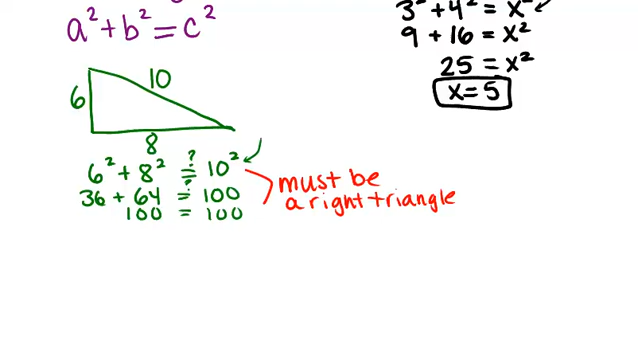 a² + b² = c²
3² + 4² = x²
9 + 16 = x²
25 = x²
x = 5
10
6
8
6² + 8² ≟ 10²
36 + 64 ≟ 100
100 = 100
must be
a right triangle